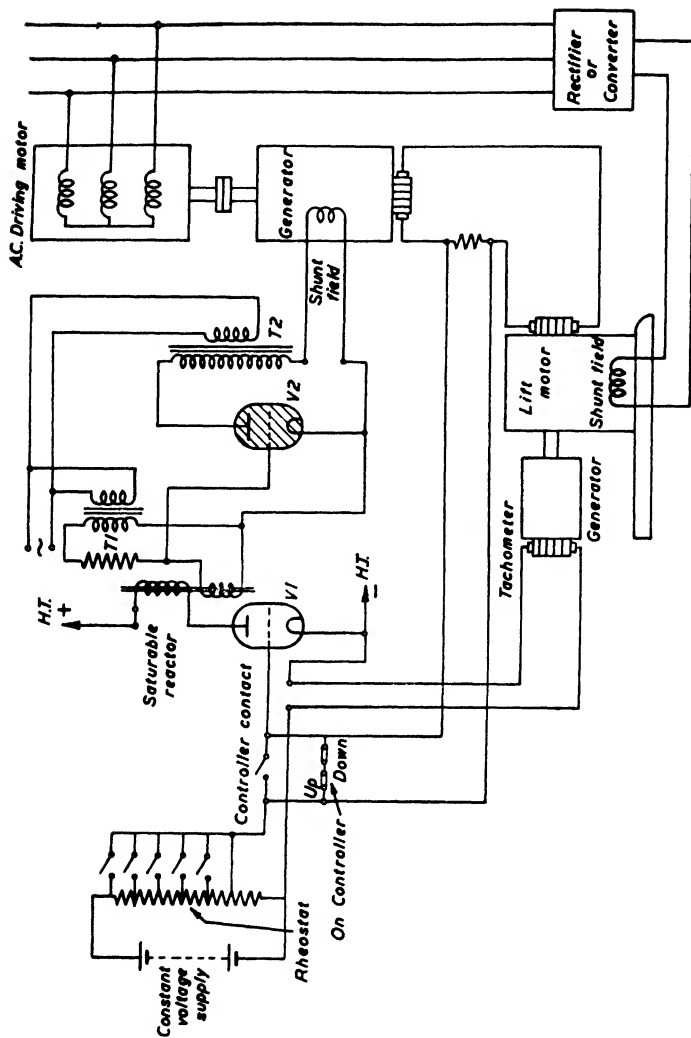 A.C. Driving motor
Generator
Shunt
field
T2
V2
T1
~
H.T.
+
Saturable
reactor
V1
H.T.
−
Controller contact
Up
Down
On Controller
Rheostat
Constant
voltage
supply
Tachometer
Generator
Lift
motor
Shunt field
Rectifier
or
Converter